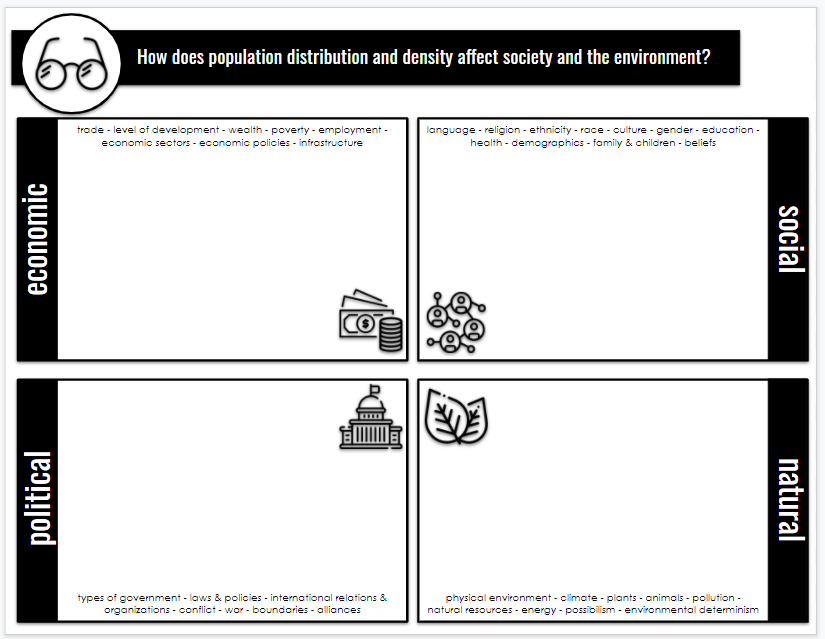 How does population distribution and density affect society and the environment?
economic
trade - level of development - wealth - poverty - employment -
economic sectors - economic policies - infrastructure
$
language - religion - ethnicity - race - culture - gender - education -
health - demographics - family & children - beliefs
social
political
types of government - laws & policies - international relations &
organizations - conflict - war - boundaries - alliances
natural
physical environment - climate - plants - animals - pollution -
natural resources - energy - possibilism - environmental determinism